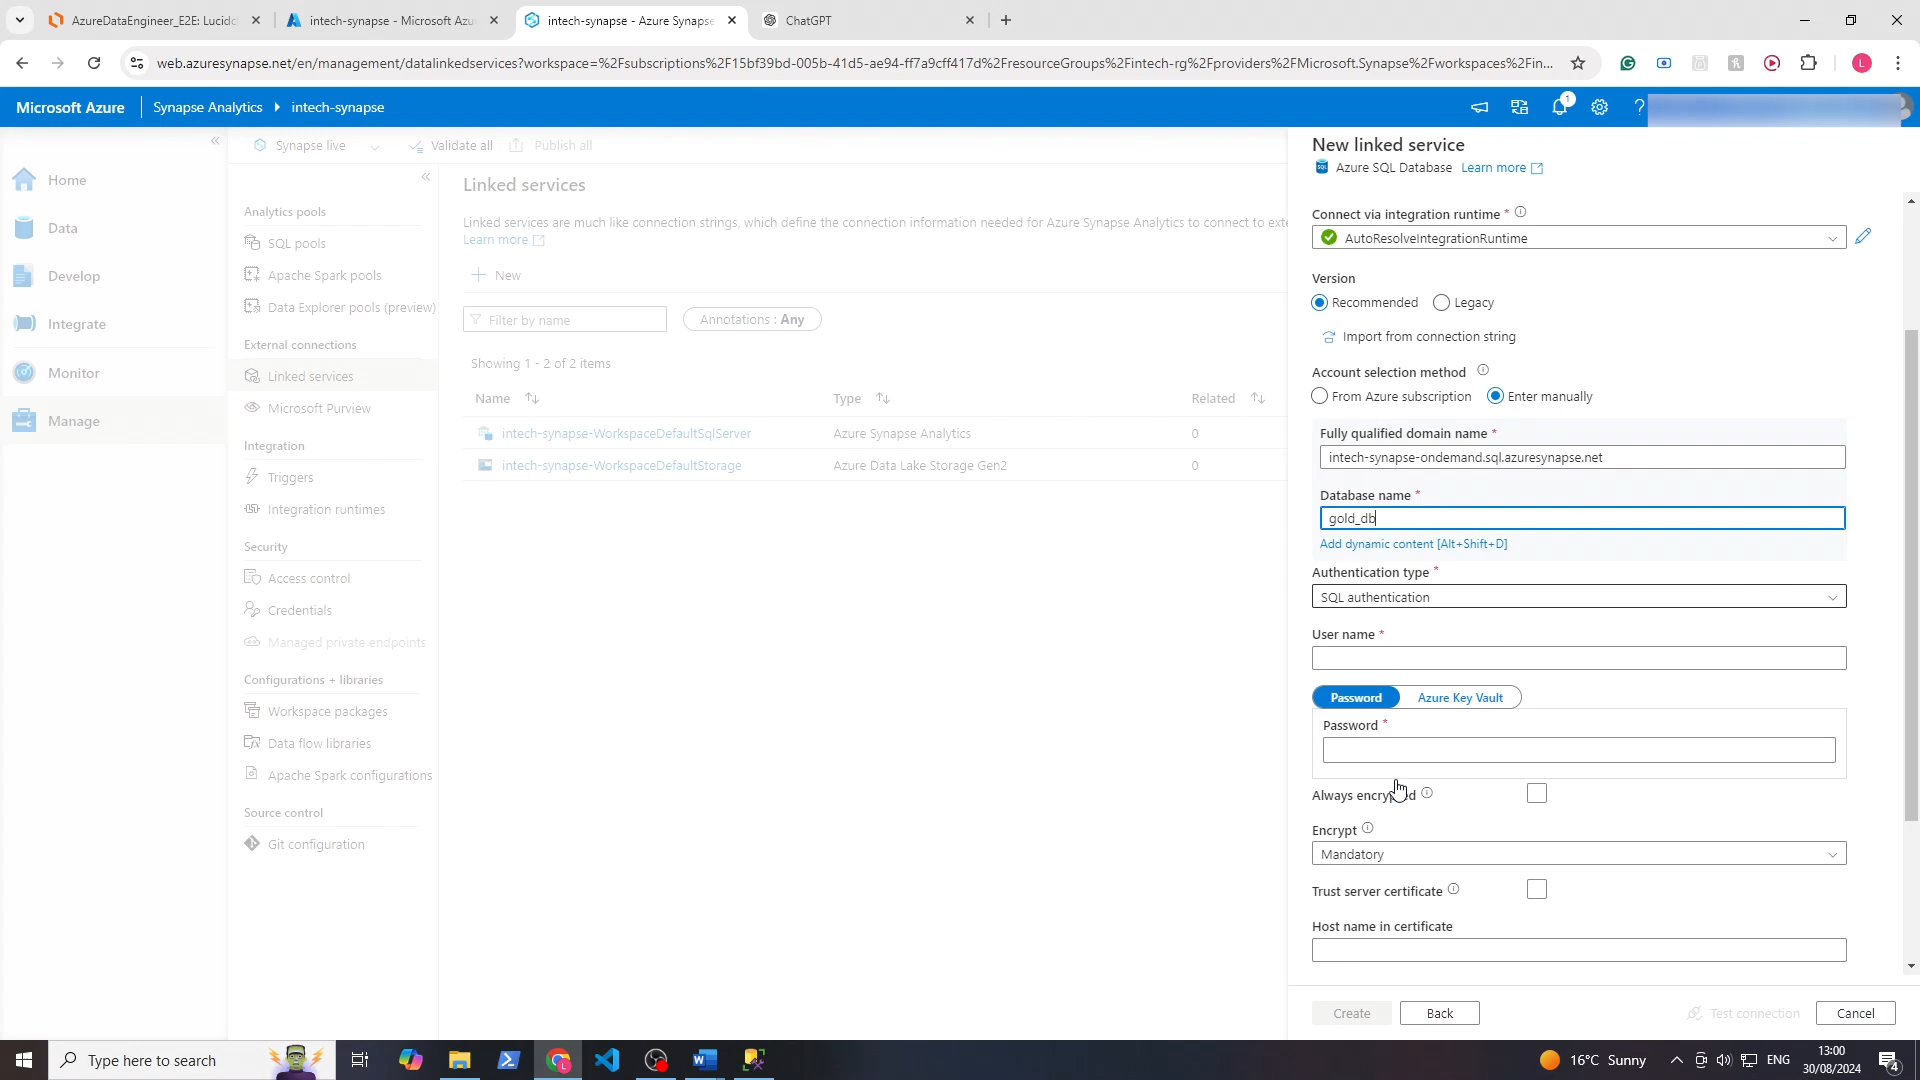 AzureDataEngineer_E2E: Lucidc
intech-synapse - Microsoft Azu
intech-synapse - Azure Synapse
ChatGPT
web.azuresynapse.net/en/management/datalinkedservices?workspace=%2Fsubscriptions%2F15bf39bd-005b-41d5-ae94-ff7a9cff417d%2FresourceGroups%2Fintech-rg%2Fproviders%2FMicrosoft.Synapse%2Fworkspaces%2Fin...
L
Microsoft Azure
Synapse Analytics
intech-synapse
1
?
Home
Data
Develop
Integrate
Monitor
Manage
Synapse live
Validate all
Publish all
Analytics pools
SQL pools
Apache Spark pools
Data Explorer pools (preview)
External connections
Linked services
Microsoft Purview
Integration
Triggers
Integration runtimes
Security
Access control
Credentials
Managed private endpoints
Configurations + libraries
Workspace packages
Data flow libraries
Apache Spark configurations
Source control
Git configuration
Linked services
Linked services are much like connection strings, which define the connection information needed for Azure Synapse Analytics to connect to exte
Learn more
New
Filter by name
Annotations : Any
Showing 1 - 2 of 2 items
Name Type Related
intech-synapse-WorkspaceDefaultSqlServer Azure Synapse Analytics 0
intech-synapse-WorkspaceDefaultStorage Azure Data Lake Storage Gen2 0
New linked service
Azure SQL Database Learn more
Connect via integration runtime *
AutoResolveIntegrationRuntime
Version
Recommended Legacy
Import from connection string
Account selection method
From Azure subscription Enter manually
Fully qualified domain name *
intech-synapse-ondemand.sql.azuresynapse.net
Database name *
gold_db
Add dynamic content [Alt+Shift+D]
Authentication type *
SQL authentication
User name *
Password Azure Key Vault
Password *
Always encrypted
Encrypt
Mandatory
Trust server certificate
Host name in certificate
Create Back Test connection Cancel
Type here to search
16°C Sunny
ENG
13:00
30/08/2024
4